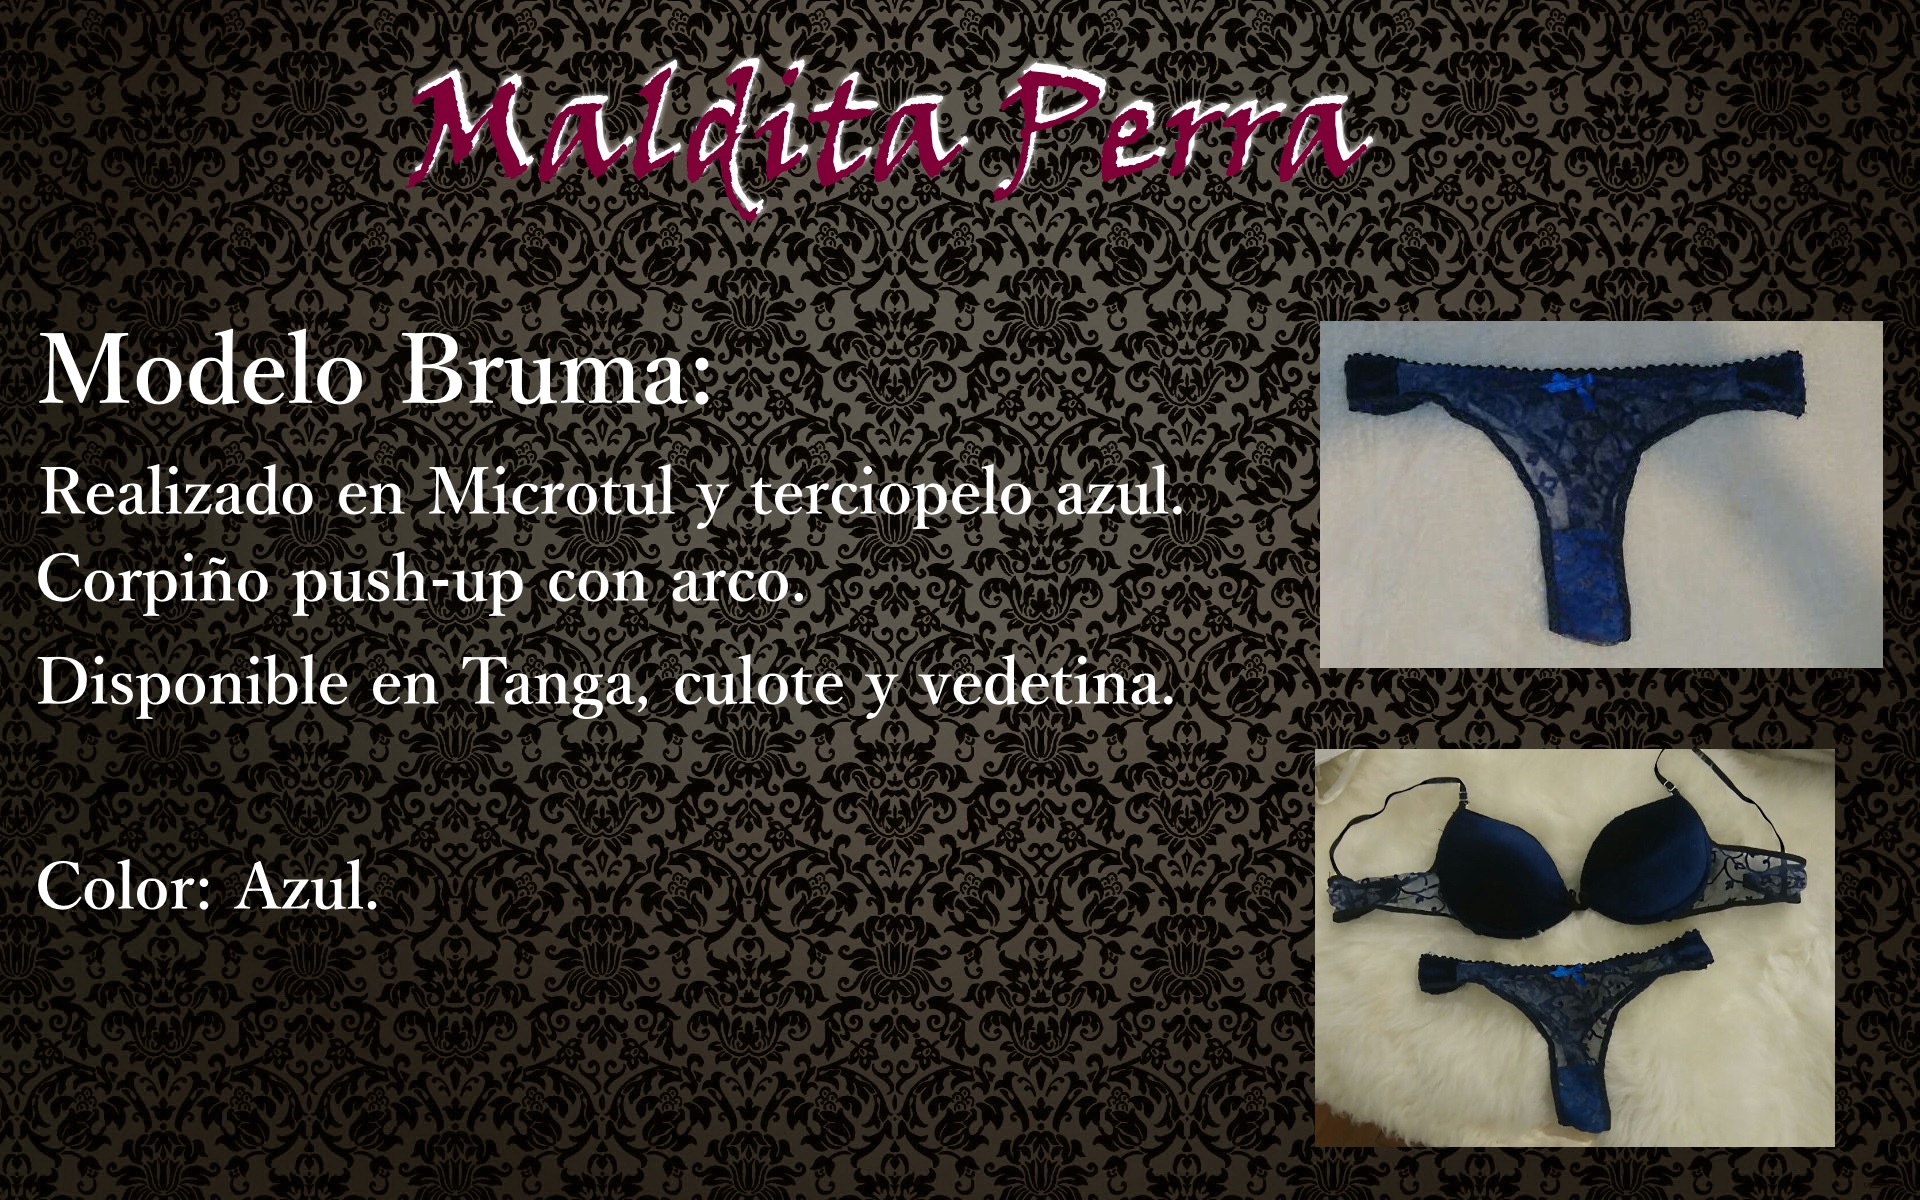 Maldita Perra
Modelo Bruma:
Realizado en Microtul y terciopelo azul.
Corpiño push-up con arco.
Disponible en Tanga, culote y vedetina.
Color: Azul.